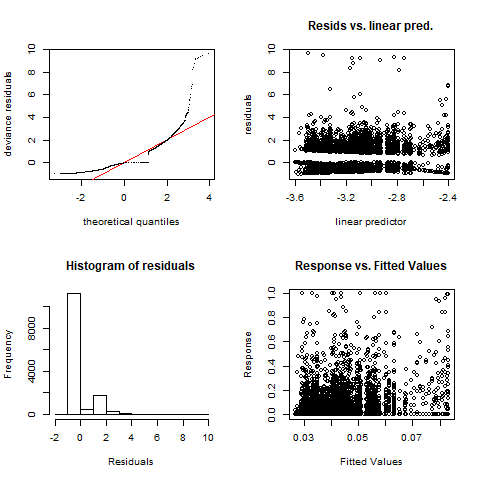 deviance residuals
0 2 4 6 8 10
-2 0 2 4
theoretical quantiles
Resids vs. linear pred.
residuals
0 2 4 6 8 10
-3.6 -3.2 -2.8 -2.4
linear predictor
Histogram of residuals
Frequency
0 4000 8000
-2 0 2 4 6 8 10
Residuals
Response vs. Fitted Values
Response
0.0 0.2 0.4 0.6 0.8 1.0
0.03 0.05 0.07
Fitted Values